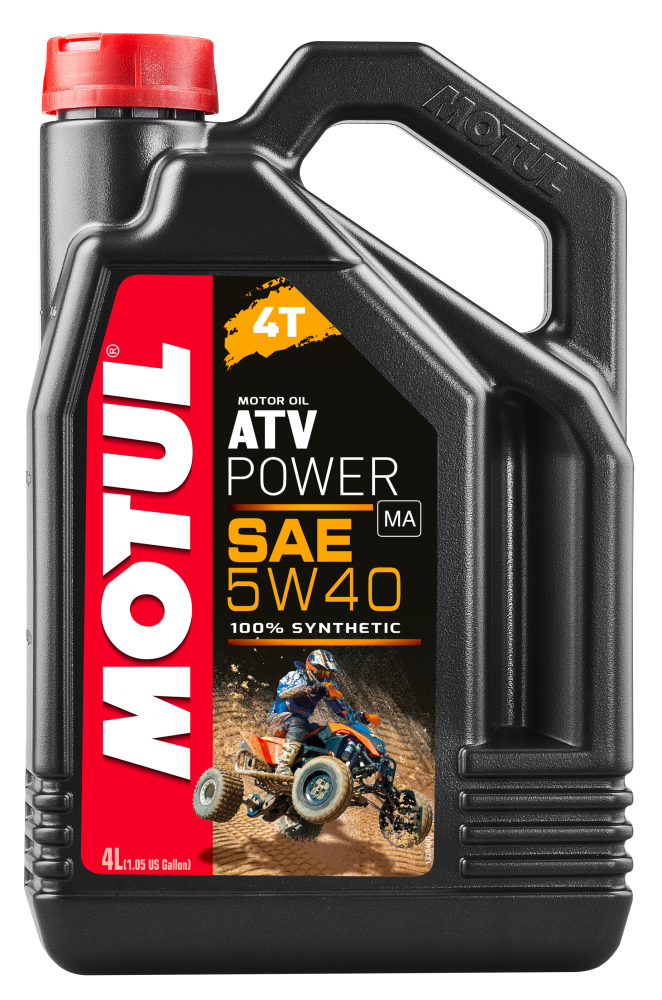 MOTUL
MOTUL®
4T
MOTOR OIL
ATV
POWER
MA
SAE
5W40
100% SYNTHETIC
4L(1.05 US Gallon)